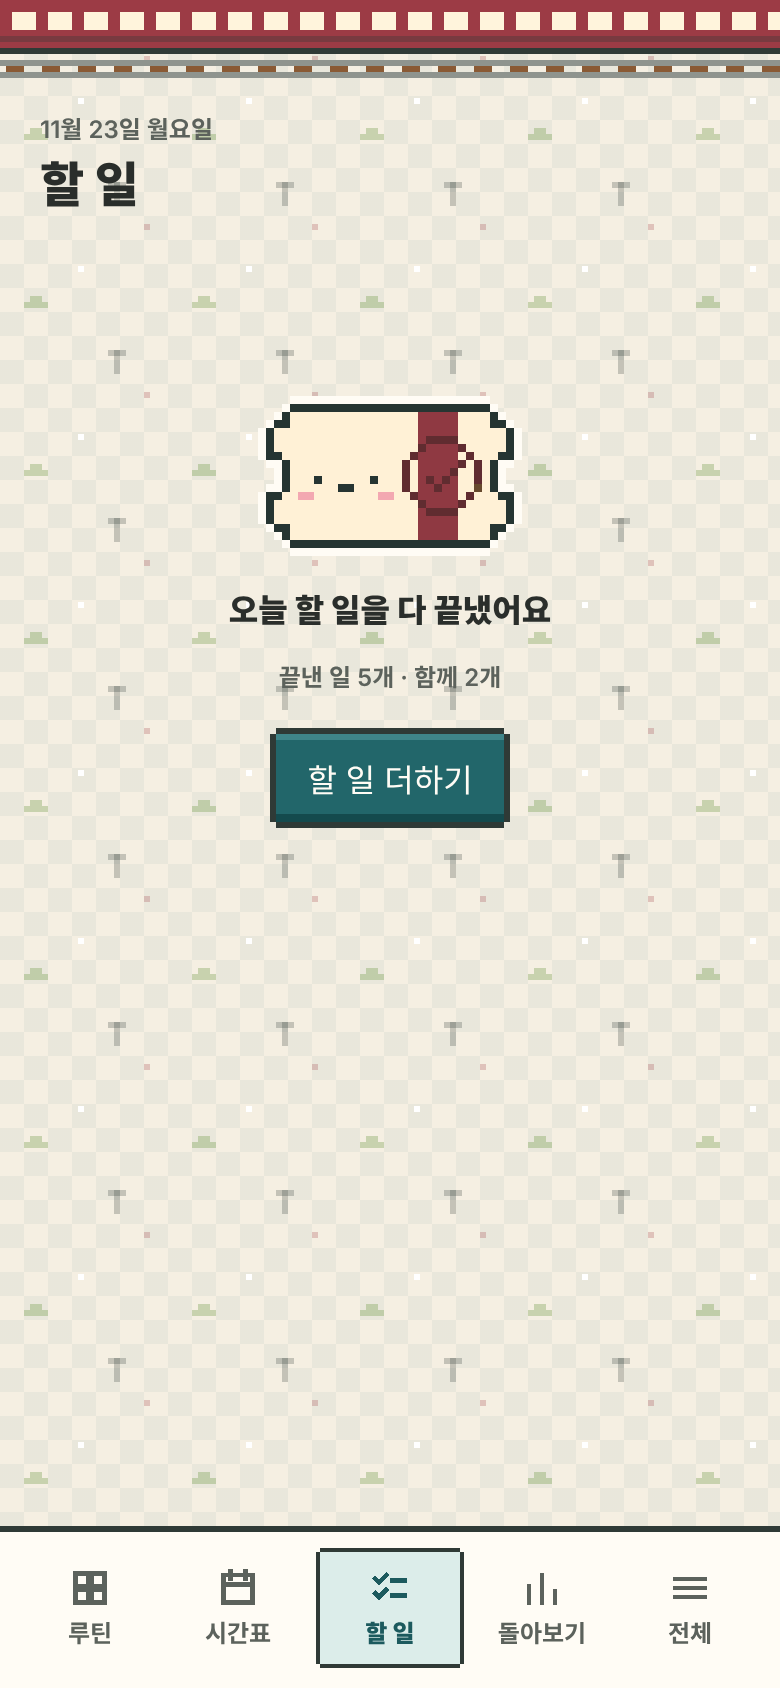 11월 23일 월요일
할 일
오늘 할 일을 다 끝냈어요
끝낸 일 5개 · 함께 2개
할 일 더하기
루틴
시간표
할 일
돌아보기
전체